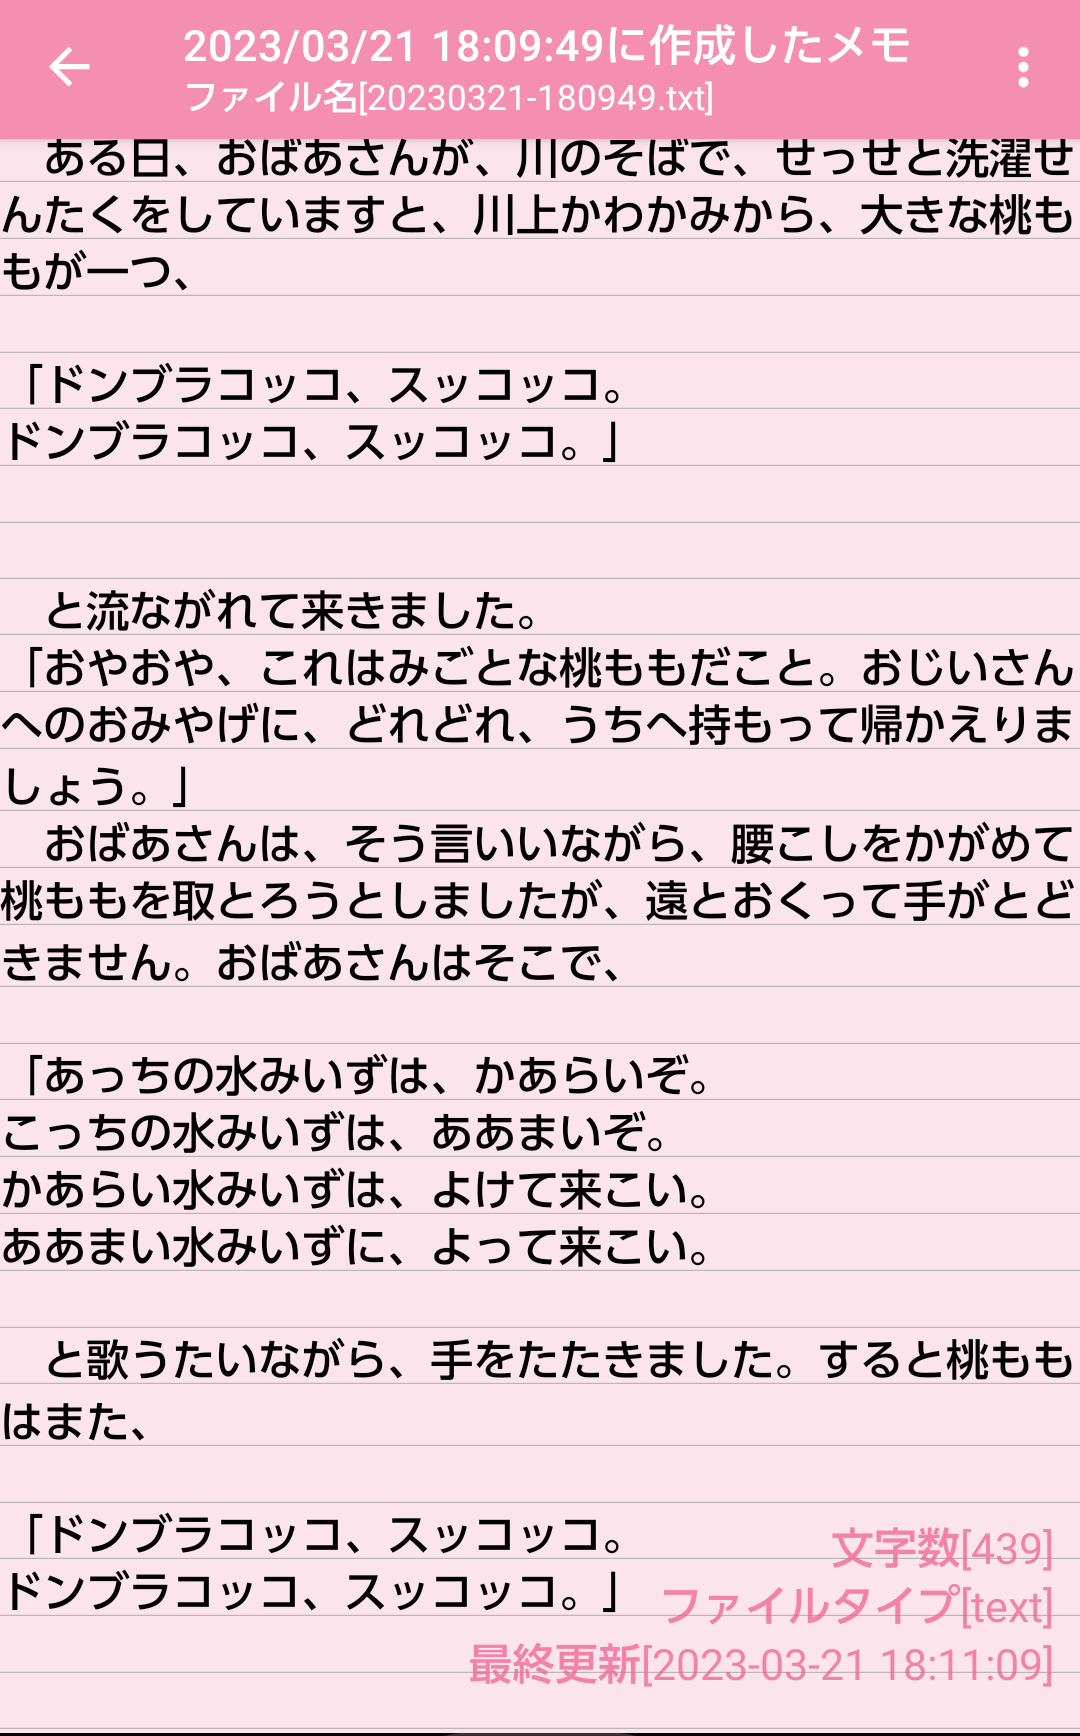 2023/03/21 18:09:49に作成したメモ
ファイル名[20230321-180949.txt]
　ある日、おばあさんが、川のそばで、せっせと洗濯せ
んたくをしていますと、川上かわかみから、大きな桃も
もが一つ、
「ドンブラコッコ、スッコッコ。
ドンブラコッコ、スッコッコ。」
　と流ながれて来きました。
「おやおや、これはみごとな桃ももだこと。おじいさん
へのおみやげに、どれどれ、うちへ持もって帰かえりま
しょう。」
　おばあさんは、そう言いいながら、腰こしをかがめて
桃ももを取とろうとしましたが、遠とおくって手がとど
きません。おばあさんはそこで、
「あっちの水みいずは、かあらいぞ。
こっちの水みいずは、ああまいぞ。
かあらい水みいずは、よけて来こい。
ああまい水みいずに、よって来こい。
　と歌うたいながら、手をたたきました。すると桃もも
はまた、
「ドンブラコッコ、スッコッコ。
ドンブラコッコ、スッコッコ。」
文字数[439]
ファイルタイプ[text]
最終更新[2023-03-21 18:11:09]